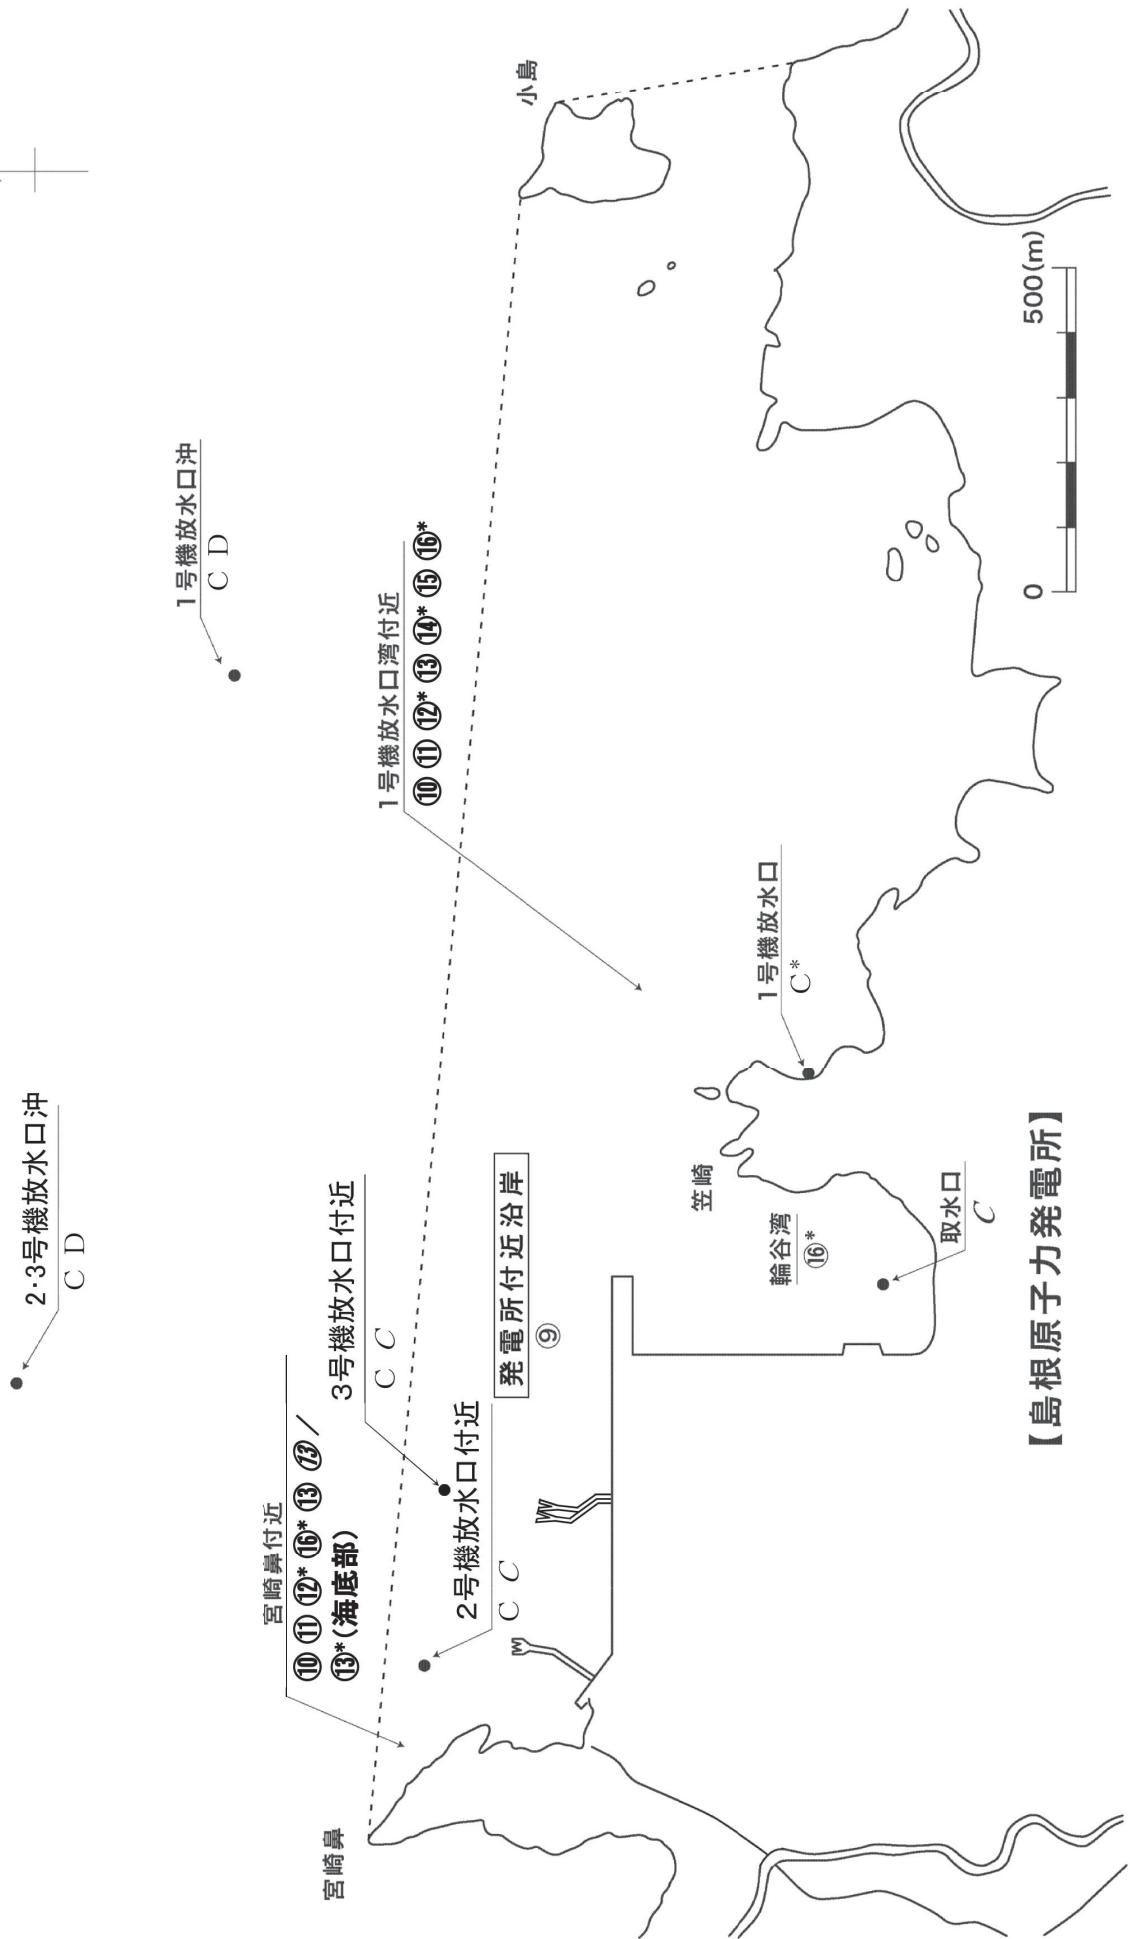 2・3号機放水口沖
C D
1号機放水口沖
C D
宮崎鼻付近
⑩ ⑪ ⑫* ⑯* ⑬ ⑬ /
⑬*(海底部)
3号機放水口付近
C C
1号機放水口湾付近
⑩ ⑪ ⑫* ⑬ ⑭* ⑮ ⑯*
小島
宮崎鼻
2号機放水口付近
C C
発電所付近沿岸
⑨
笠崎
輪谷湾
⑯*
1号機放水口
C*
取水口
C
【島根原子力発電所】
0 500(m)